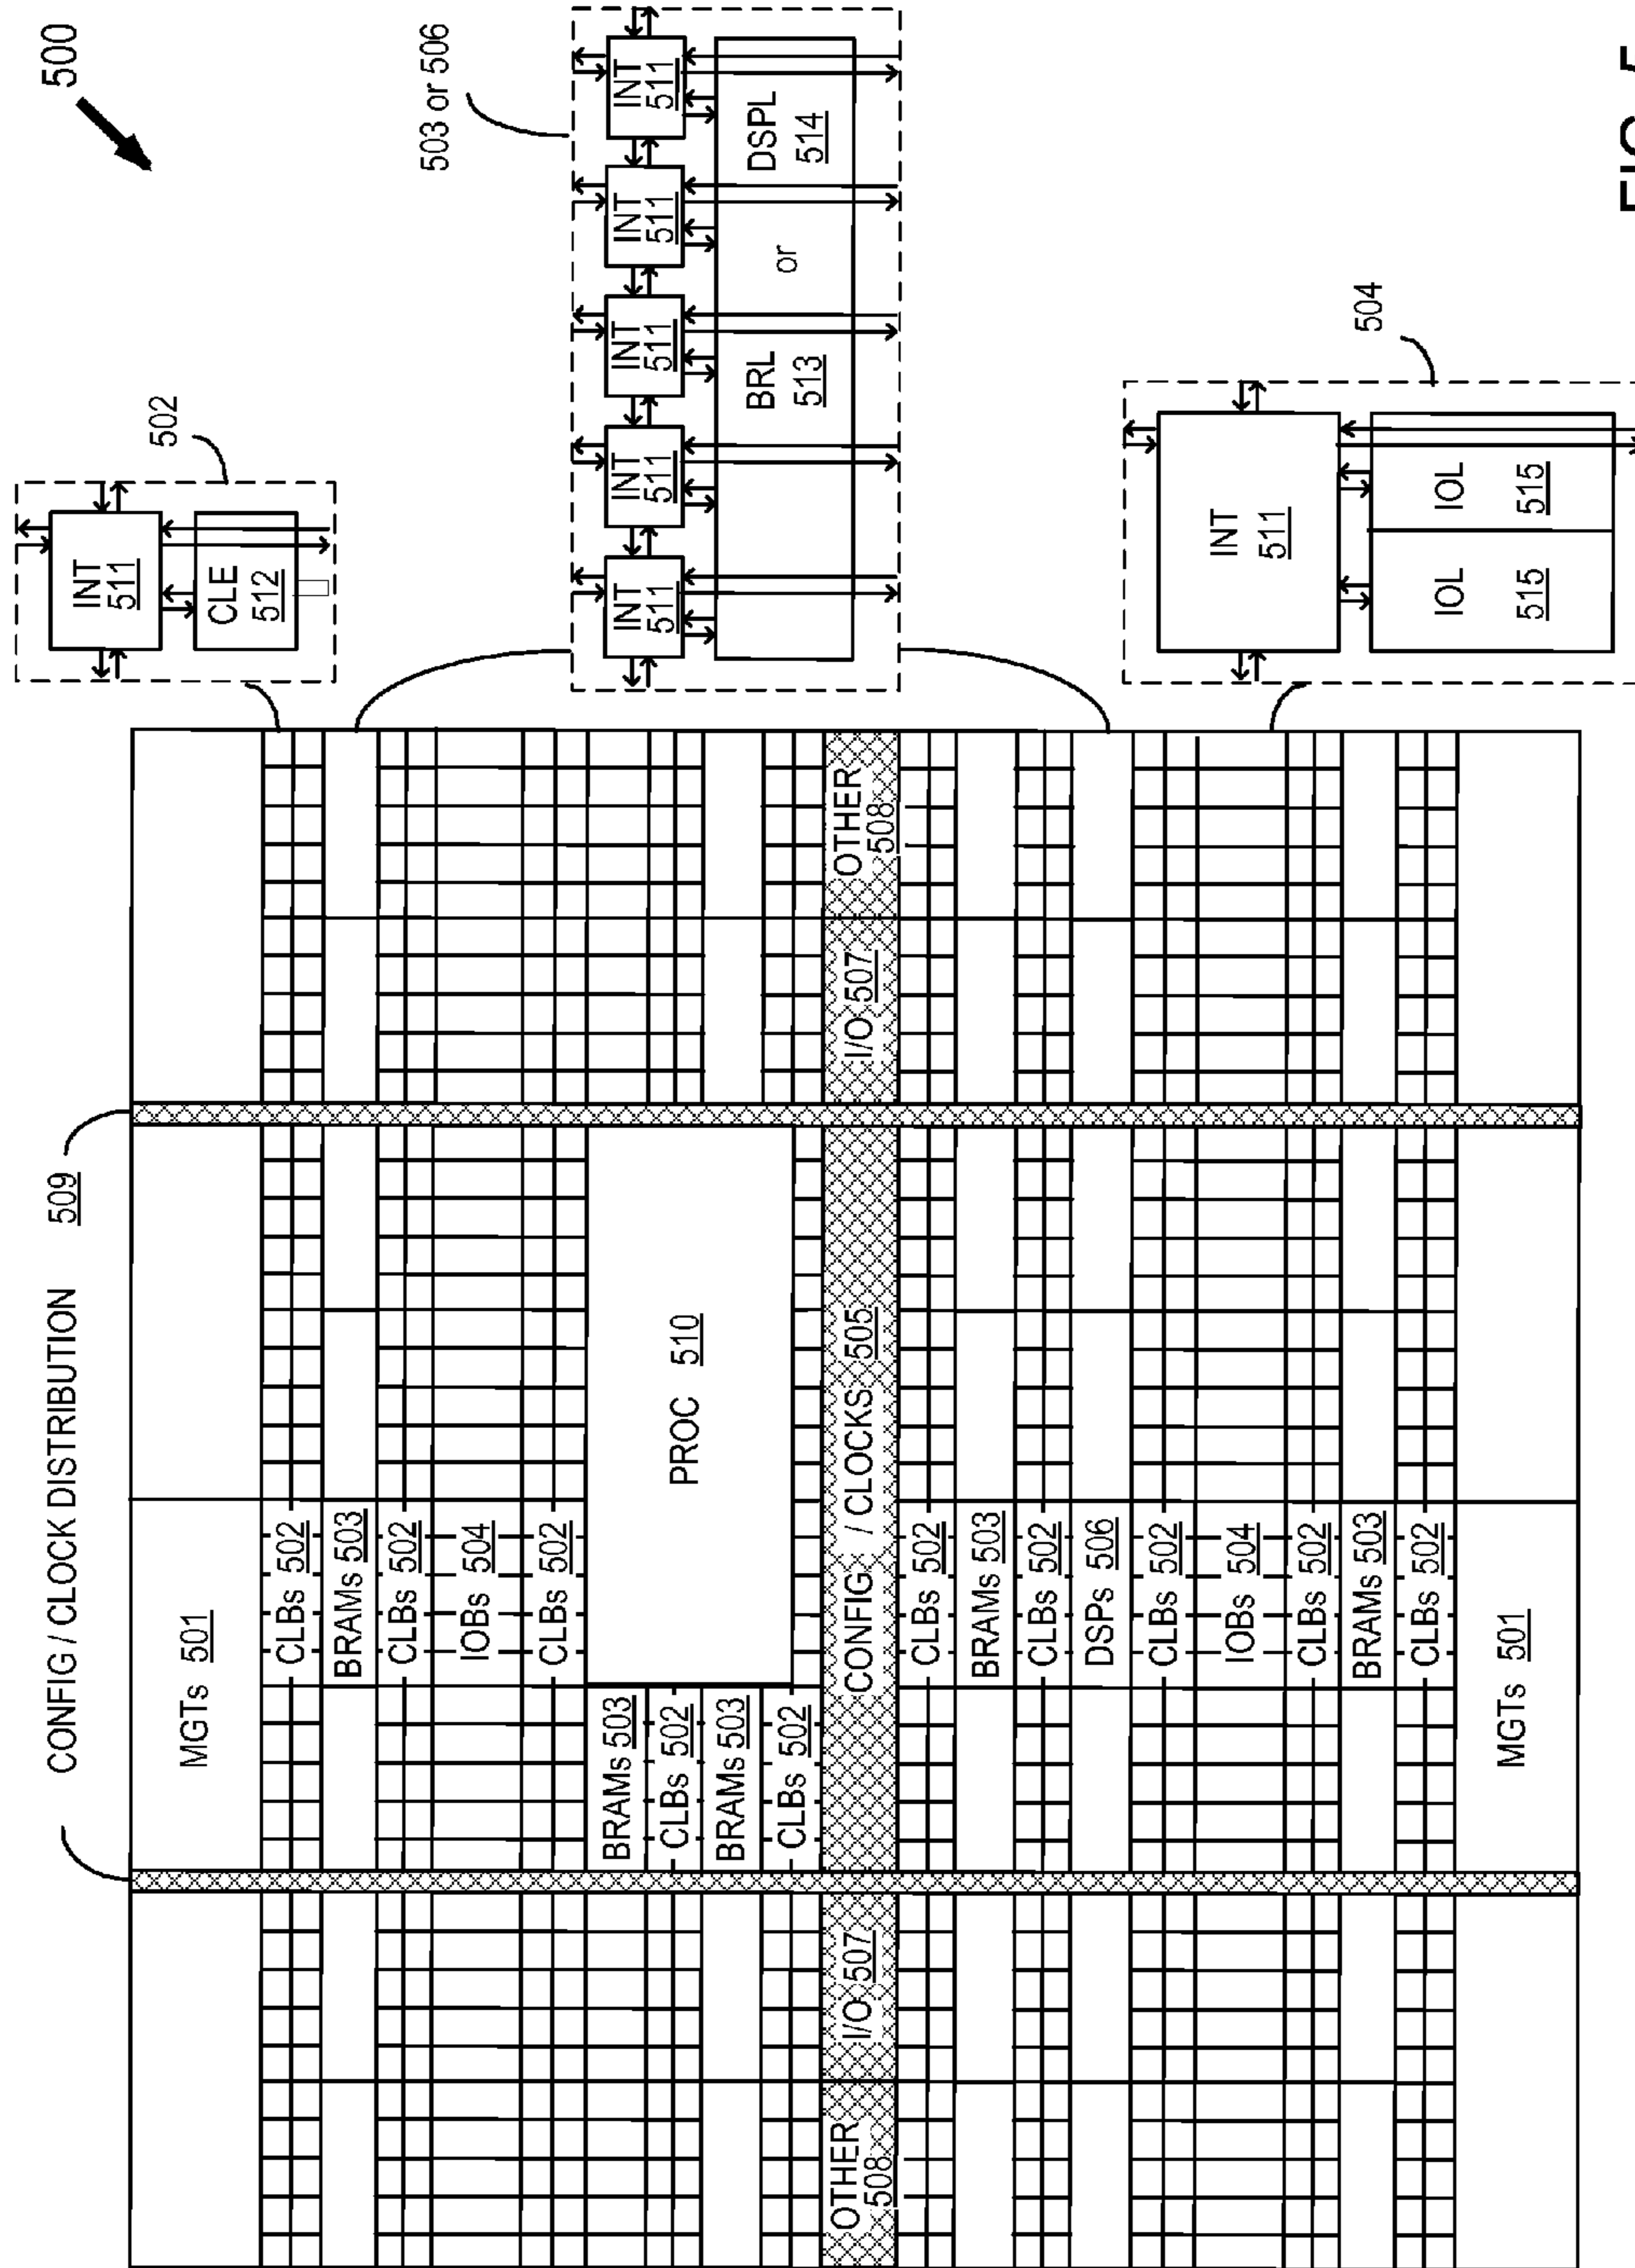 500
CONFIG / CLOCK DISTRIBUTION 509
MGTs 501
CLBs 502
BRAMs 503
CLBs 502
IOBs 504
CLBs 502
BRAMs 503
CLBs 502
BRAMs 503
CLBs 502
PROC 510
OTHER
508
I/O 507
CONFIG / CLOCKS 505
I/O 507
OTHER
508
CLBs 502
BRAMs 503
CLBs 502
DSPs 506
CLBs 502
IOBs 504
CLBs 502
BRAMs 503
CLBs 502
MGTs 501
502
INT
511
CLE
512
503 or 506
INT
511
INT
511
INT
511
INT
511
INT
511
BRL
513
or
DSPL
514
504
INT
511
IOL
515
IOL
515
FIG. 5